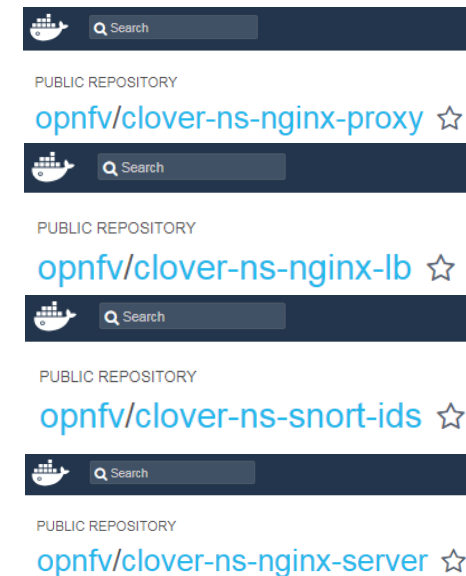 Search
PUBLIC REPOSITORY
opnfv/clover-ns-nginx-proxy
Search
PUBLIC REPOSITORY
opnfv/clover-ns-nginx-lb
Search
PUBLIC REPOSITORY
opnfv/clover-ns-snort-ids
Search
PUBLIC REPOSITORY
opnfv/clover-ns-nginx-server